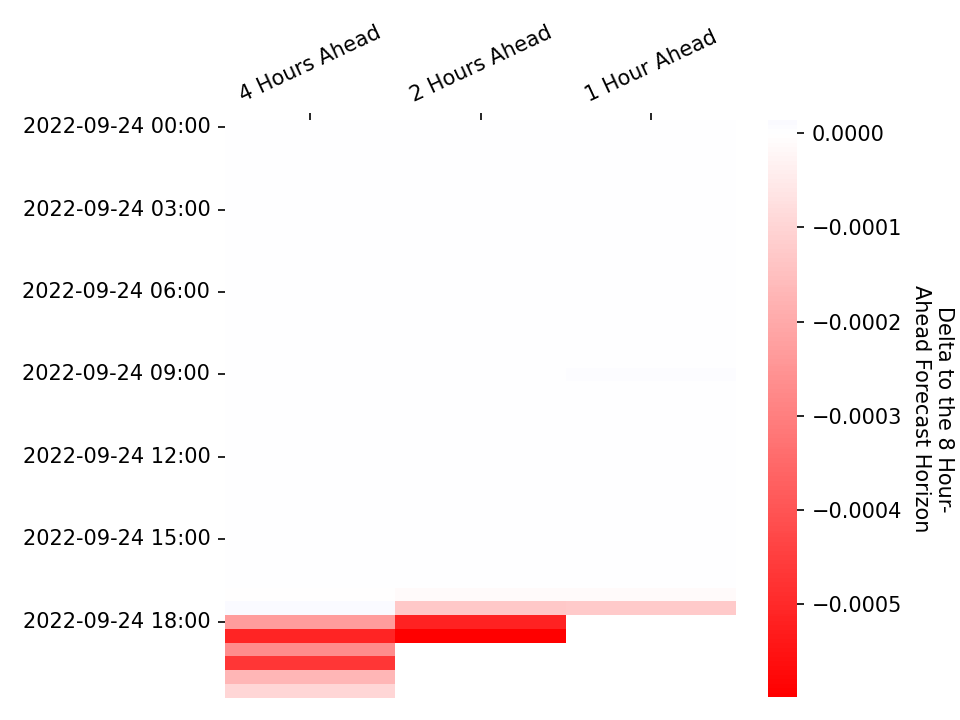 4 Hours Ahead
2 Hours Ahead
1 Hour Ahead
2022-09-24 00:00
2022-09-24 03:00
2022-09-24 06:00
2022-09-24 09:00
2022-09-24 12:00
2022-09-24 15:00
2022-09-24 18:00
0.0000
−0.0001
−0.0002
−0.0003
−0.0004
−0.0005
Delta to the 8 Hour-
Ahead Forecast Horizon